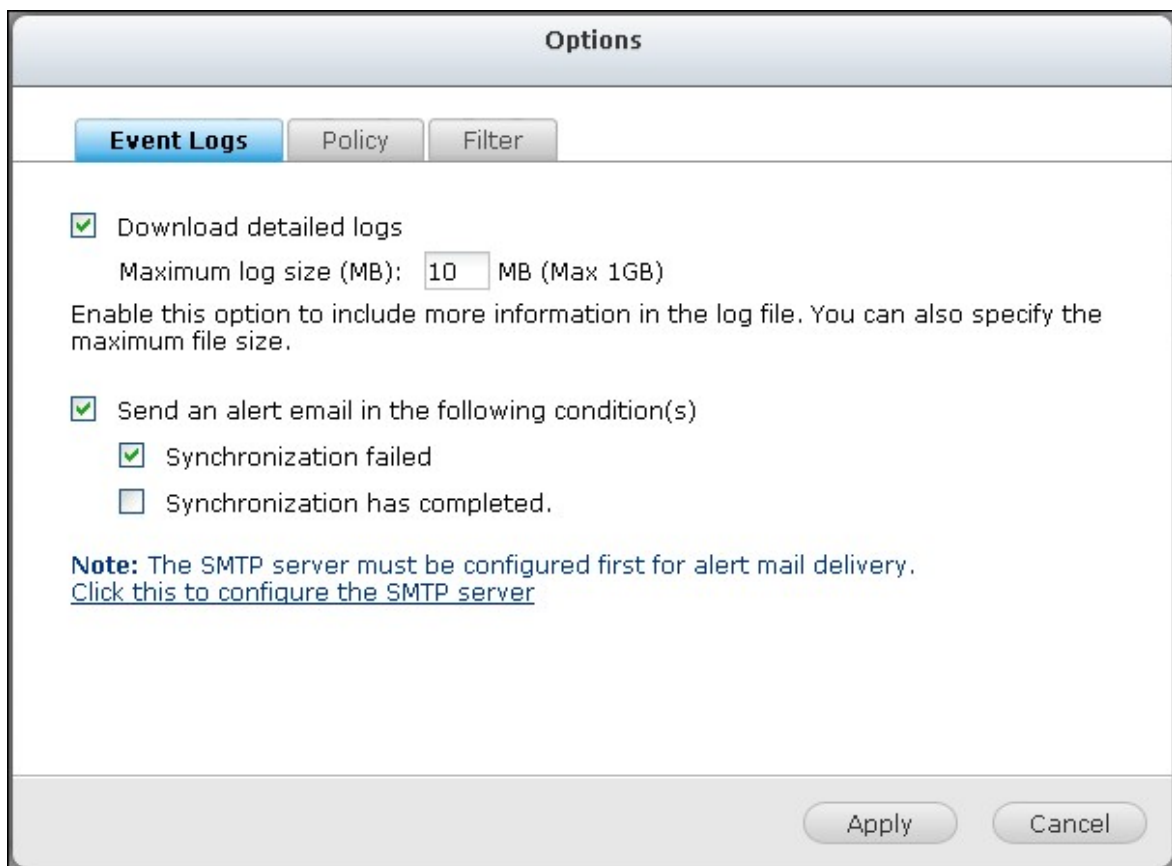 Options
Event Logs
Policy
Filter
Download detailed logs
Maximum log size (MB): 10 MB (Max 1GB)
Enable this option to include more information in the log file. You can also specify the
maximum file size.
Send an alert email in the following condition(s)
Synchronization failed
Synchronization has completed.
Note: The SMTP server must be configured first for alert mail delivery.
Click this to configure the SMTP server
Apply
Cancel